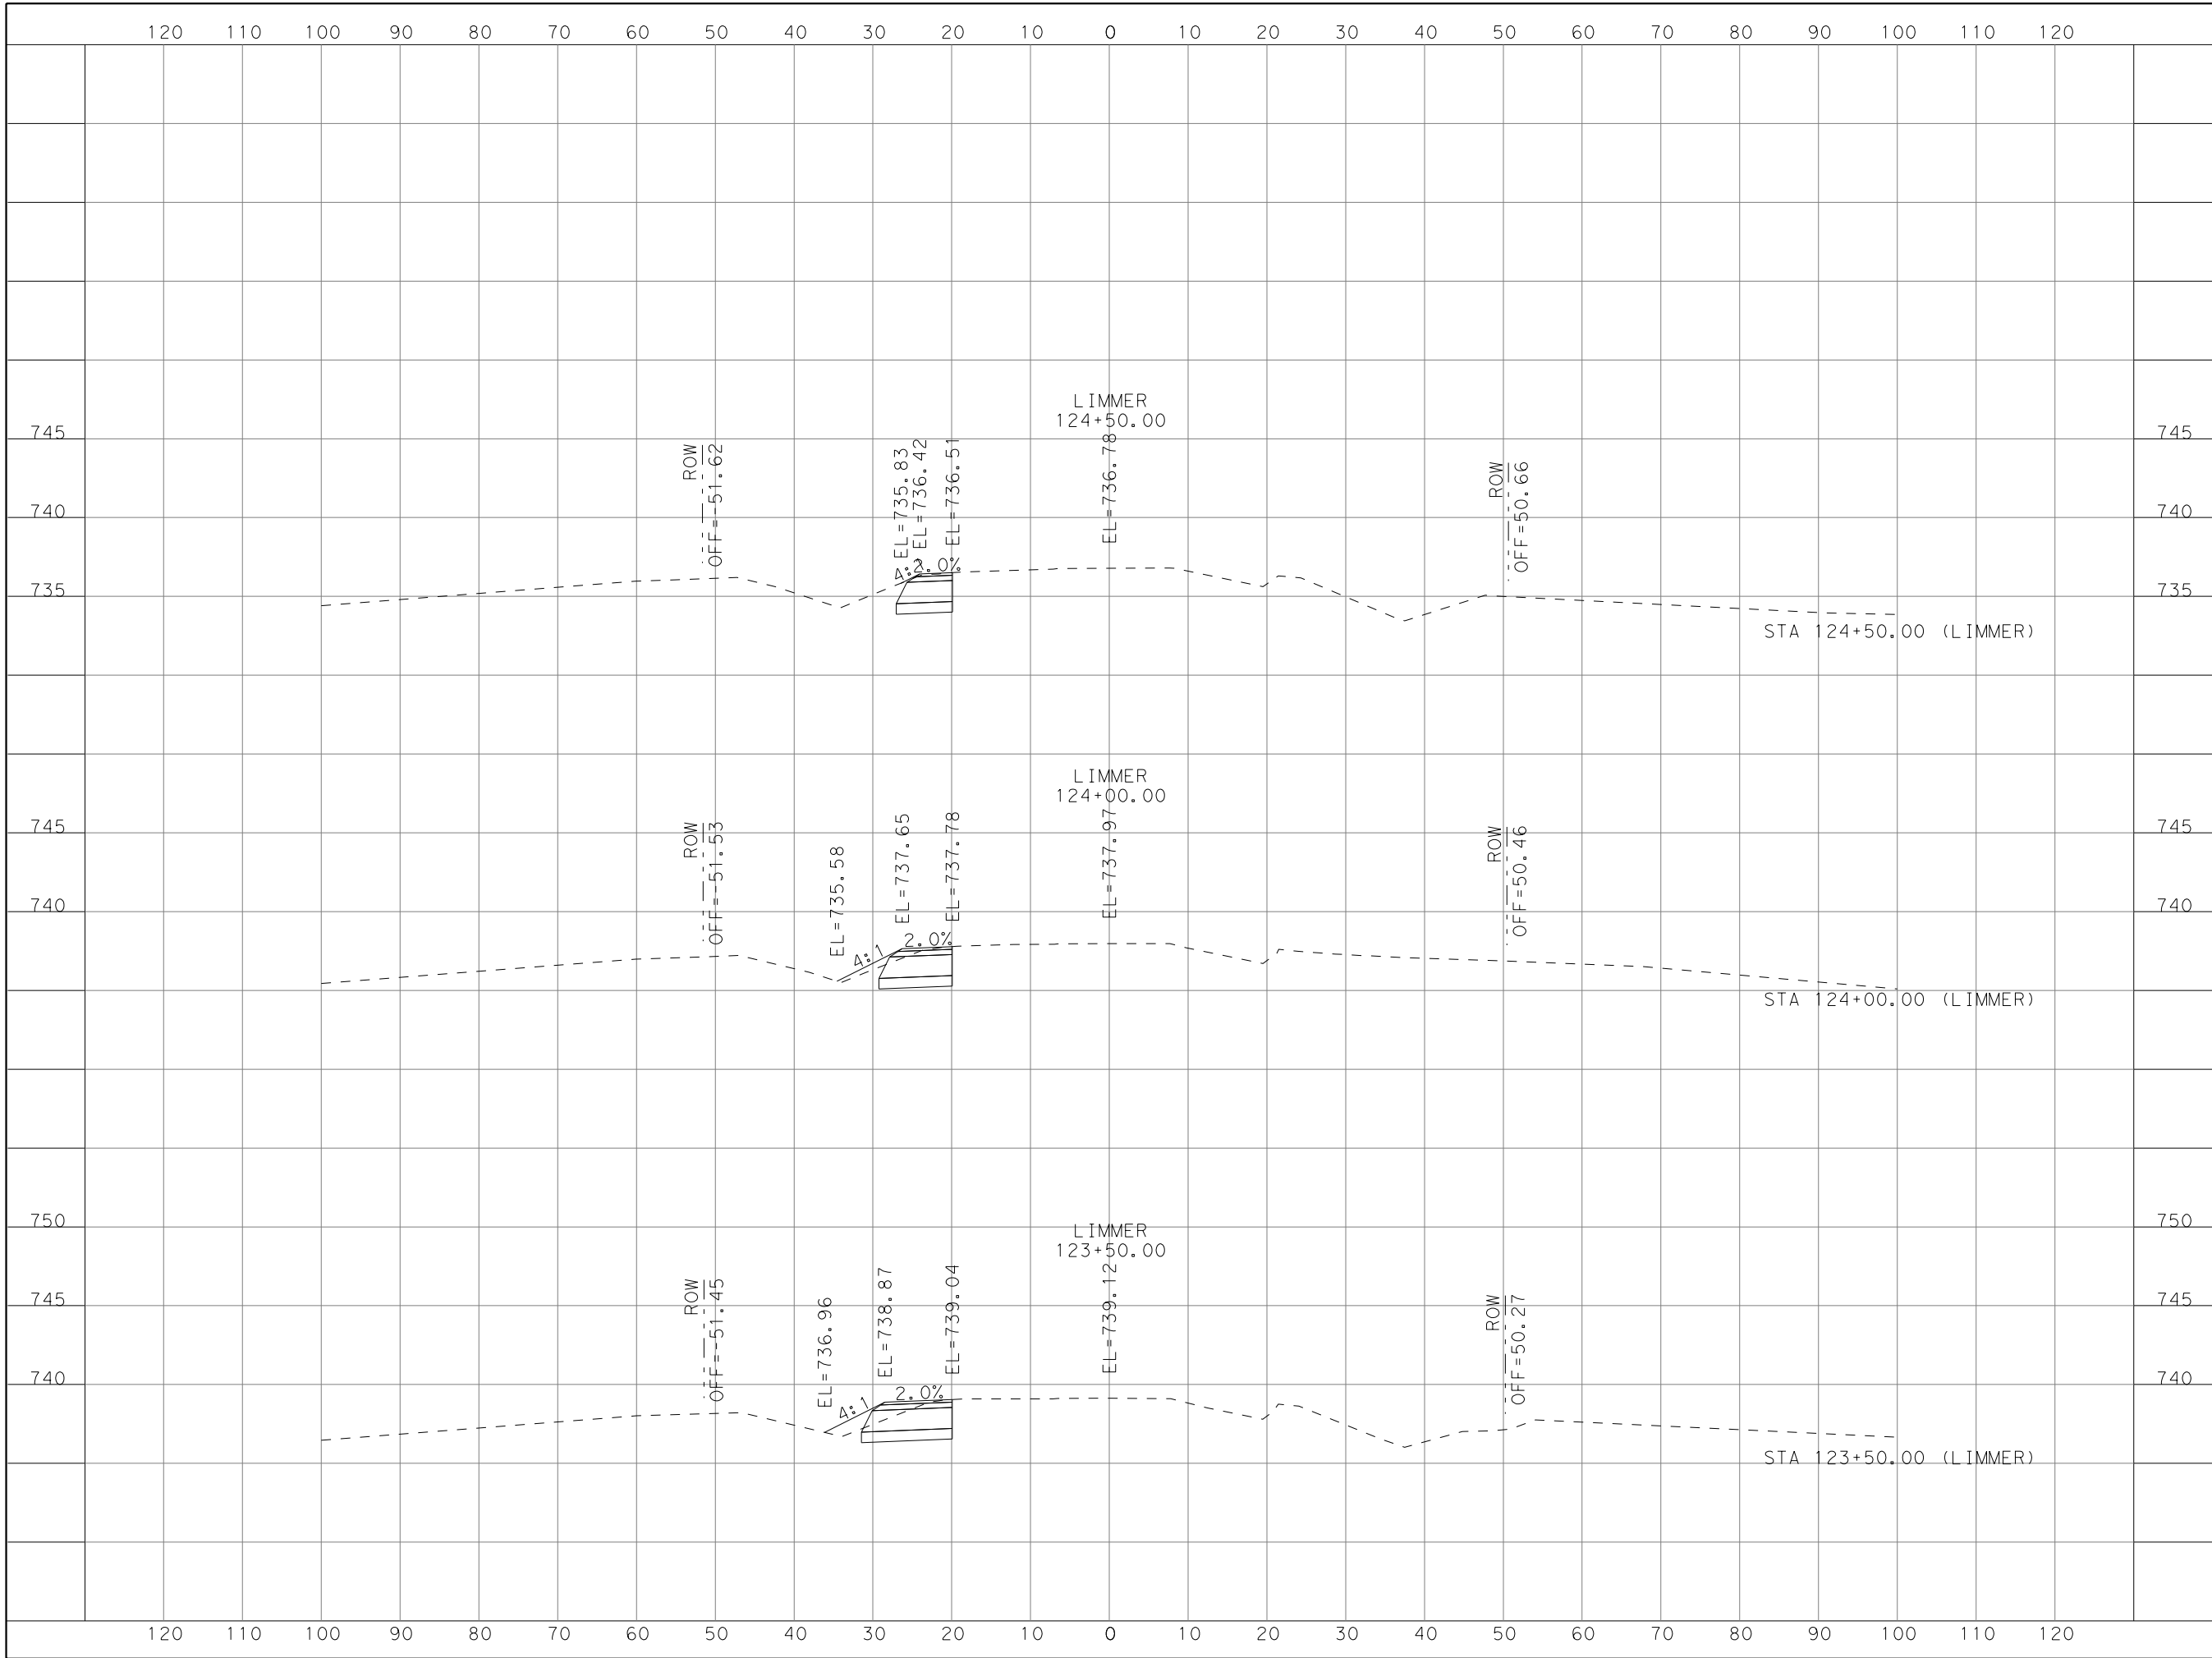 120 110 100 90 80 70 60 50 40 30 20 10 0 10 20 30 40 50 60 70 80 90 100 110 120
LIMMER
124+50.00
745
745
ROW
OFF=-51.62
EL=735.83
EL=736.42
EL=736.51
EL=736.78
ROW
OFF=50.66
740
740
2.0%
735
735
STA 124+50.00 (LIMMER)
LIMMER
124+00.00
745
745
ROW
OFF=-51.53
EL=735.58
EL=737.65
EL=737.78
EL=737.97
ROW
OFF=50.46
740
740
4:1
2.0%
STA 124+00.00 (LIMMER)
750
750
LIMMER
123+50.00
745
745
ROW
OFF=-51.45
EL=736.96
EL=738.87
EL=739.04
EL=739.12
ROW
OFF=50.27
740
740
4:1
2.0%
STA 123+50.00 (LIMMER)
120 110 100 90 80 70 60 50 40 30 20 10 0 10 20 30 40 50 60 70 80 90 100 110 120